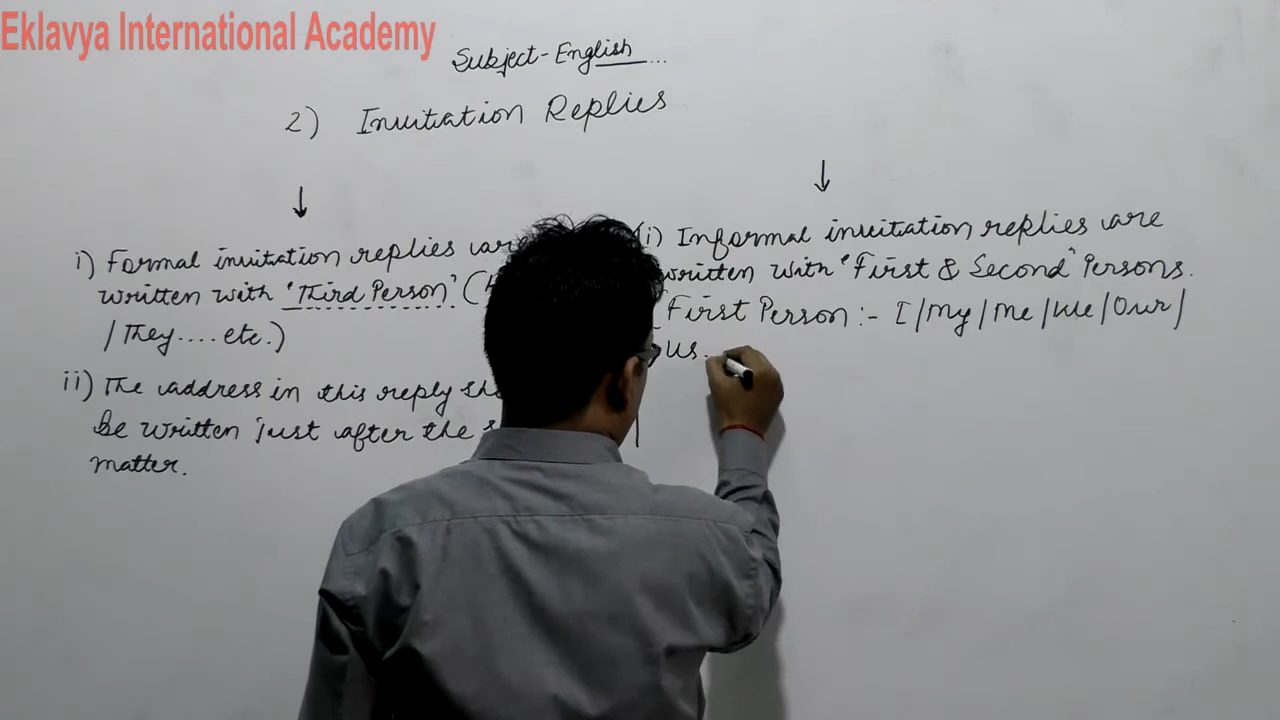 Eklavya International Academy
Subject - English...
2) Invitation Replies
↓
↓
i) Formal invitation replies are
written with 'Third Person' (
/ They .... etc.)
ii) The address in this reply
be written just after the
matter.
(i) Informal invitation replies are
written with 'First & Second' Persons.
First Person :- I / My / Me / We / Our /
us.